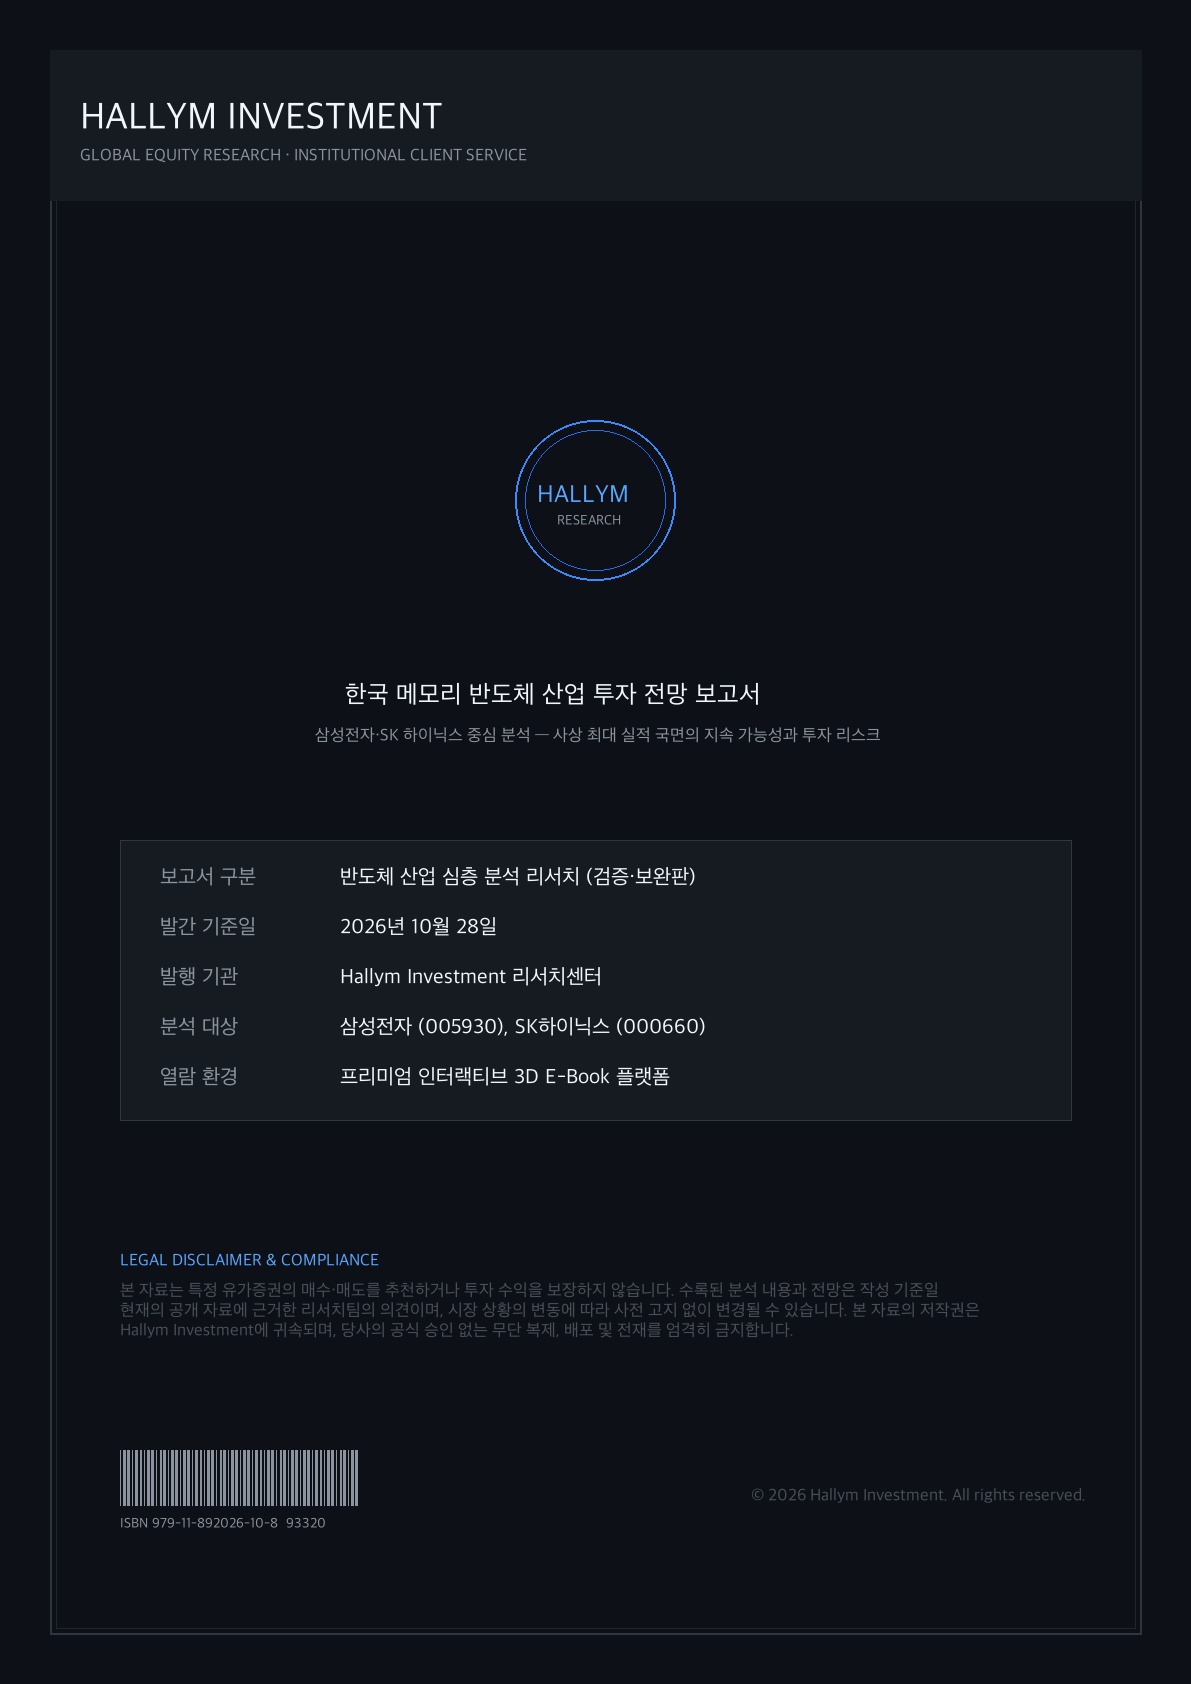 HALLYM INVESTMENT
GLOBAL EQUITY RESEARCH · INSTITUTIONAL CLIENT SERVICE
HALLYM
RESEARCH
한국 메모리 반도체 산업 투자 전망 보고서
삼성전자·SK 하이닉스 중심 분석 — 사상 최대 실적 국면의 지속 가능성과 투자 리스크
보고서 구분 반도체 산업 심층 분석 리서치 (검증·보완판)
발간 기준일 2026년 10월 28일
발행 기관 Hallym Investment 리서치센터
분석 대상 삼성전자 (005930), SK하이닉스 (000660)
열람 환경 프리미엄 인터랙티브 3D E-Book 플랫폼
LEGAL DISCLAIMER & COMPLIANCE
본 자료는 특정 유가증권의 매수·매도를 추천하거나 투자 수익을 보장하지 않습니다. 수록된 분석 내용과 전망은 작성 기준일
현재의 공개 자료에 근거한 리서치팀의 의견이며, 시장 상황의 변동에 따라 사전 고지 없이 변경될 수 있습니다. 본 자료의 저작권은
Hallym Investment에 귀속되며, 당사의 공식 승인 없는 무단 복제, 배포 및 전재를 엄격히 금지합니다.
© 2026 Hallym Investment. All rights reserved.
ISBN 979-11-892026-10-8 93320